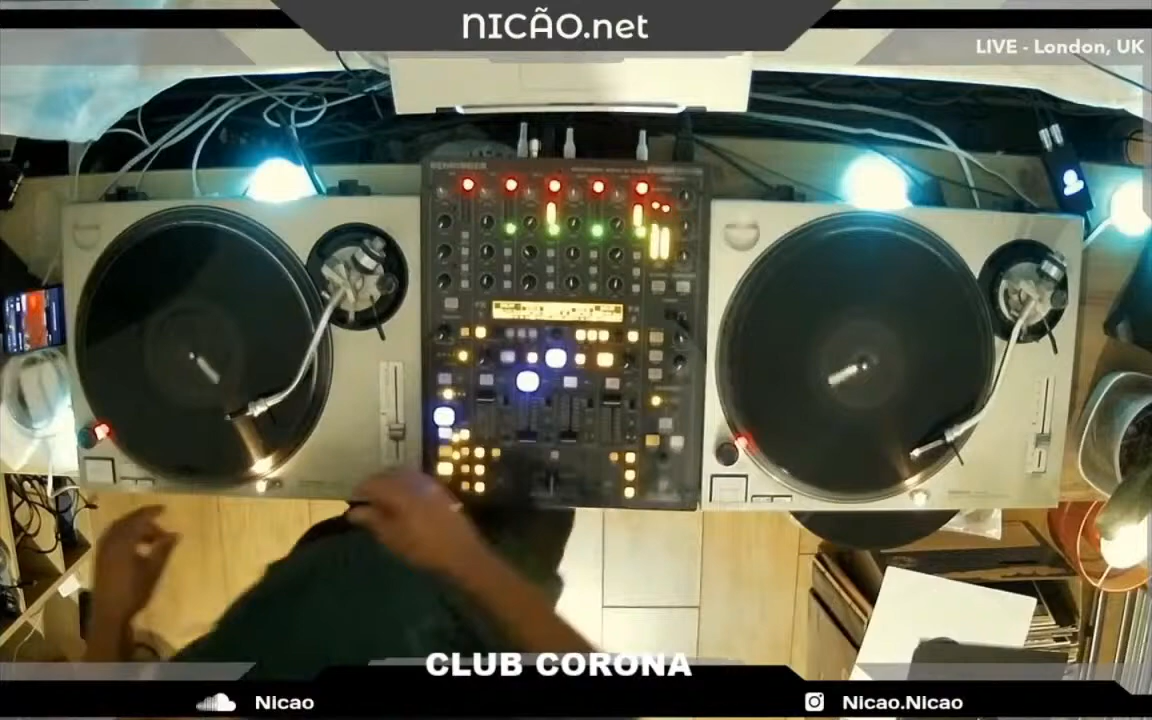 NICÃO.net
LIVE - London, UK
BEHRINGER
CLUB CORONA
Nicao
Nicao.Nicao